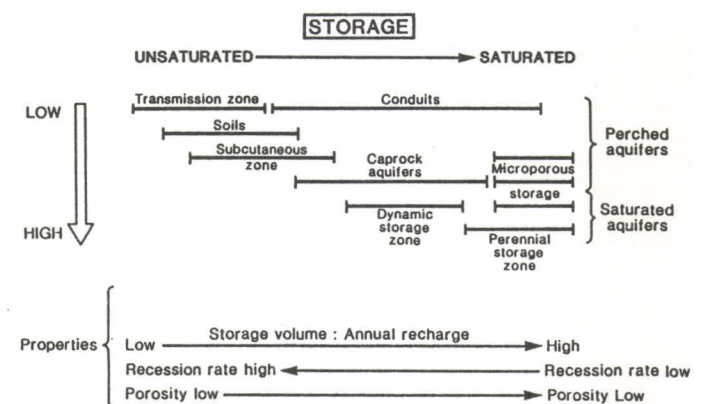 STORAGE
UNSATURATED SATURATED
LOW
Transmission zone Conduits
Soils
Subcutaneous
zone
Caprock
aquifers
Microporous
storage
Perched
aquifers
Dynamic
storage
zone
Perennial
storage
zone
Saturated
aquifers
HIGH
Properties
Low Storage volume : Annual recharge High
Recession rate high Recession rate low
Porosity low Porosity Low